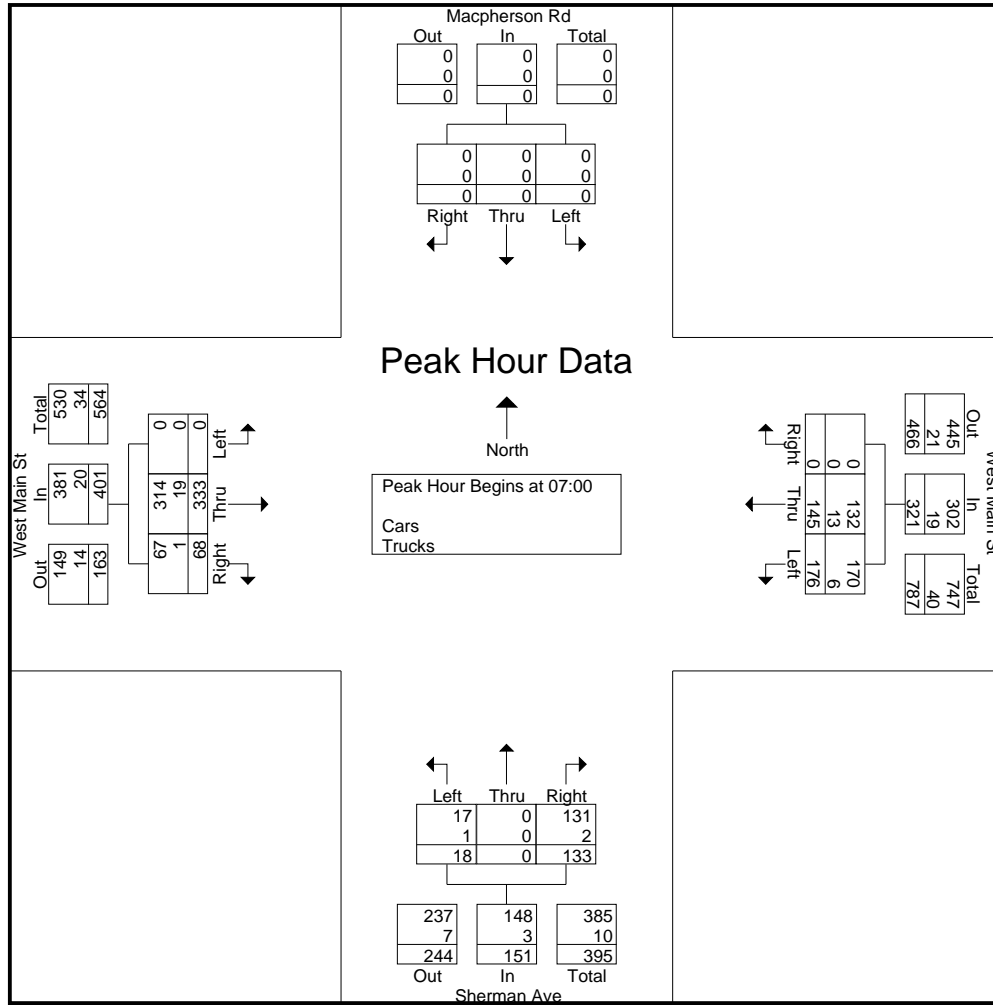 Macpherson Rd
Out In Total
0 0 0
0 0 0
0 0 0
0 0 0
0 0 0
0 0 0
Right Thru Left
Peak Hour Data
North
Peak Hour Begins at 07:00
Cars
Trucks
West Main St
Total In Out
530 381 149
34 20 14
564 401 163
0 314 67
0 19 1
0 333 68
Left Thru Right
West Main St
Out In Total
445 302 747
21 19 40
466 321 787
0 132 170
0 13 6
0 145 176
Right Thru Left
Left Thru Right
17 0 131
1 0 2
18 0 133
237 148 385
7 3 10
244 151 395
Out In Total
Sherman Ave